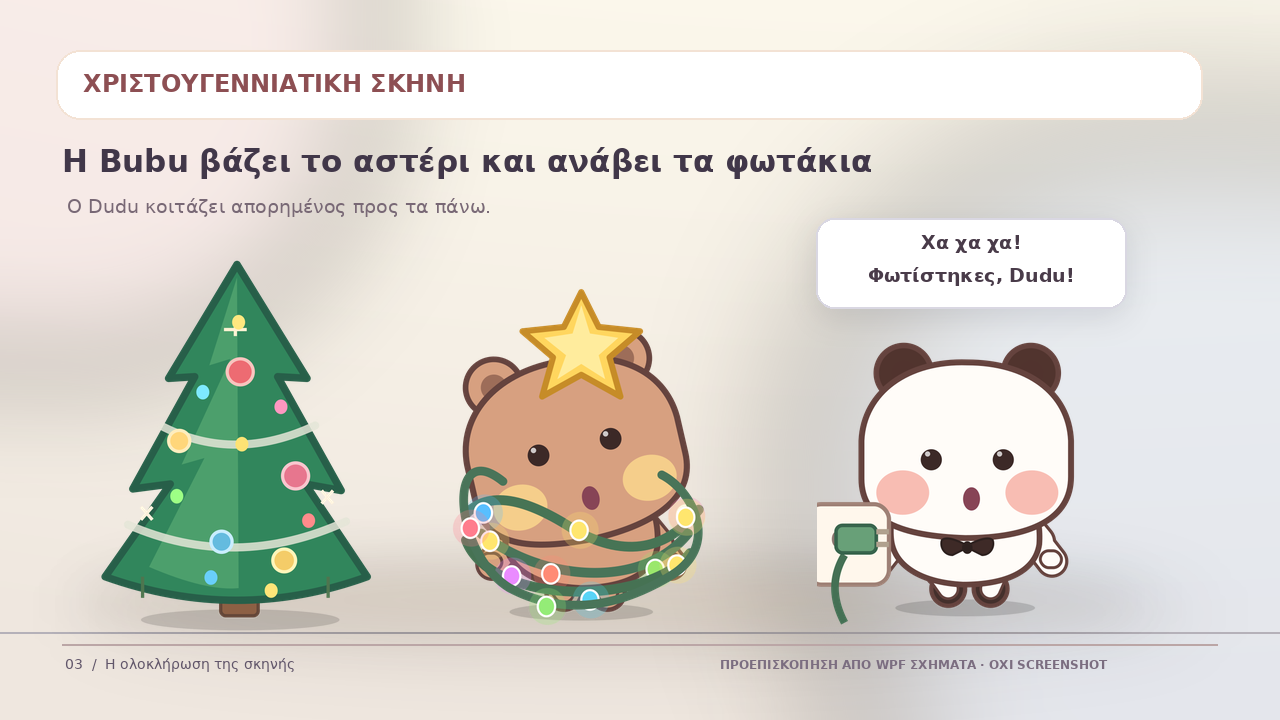 ΧΡΙΣΤΟΥΓΕΝΝΙΑΤΙΚΗ ΣΚΗΝΗ
Η Bubu βάζει το αστέρι και ανάβει τα φωτάκια
Ο Dudu κοιτάζει απορημένος προς τα πάνω.
Χα χα χα!
Φωτίστηκες, Dudu!
03 / Η ολοκλήρωση της σκηνής
ΠΡΟΕΠΙΣΚΟΠΗΣΗ ΑΠΟ WPF ΣΧΗΜΑΤΑ · ΟΧΙ SCREENSHOT